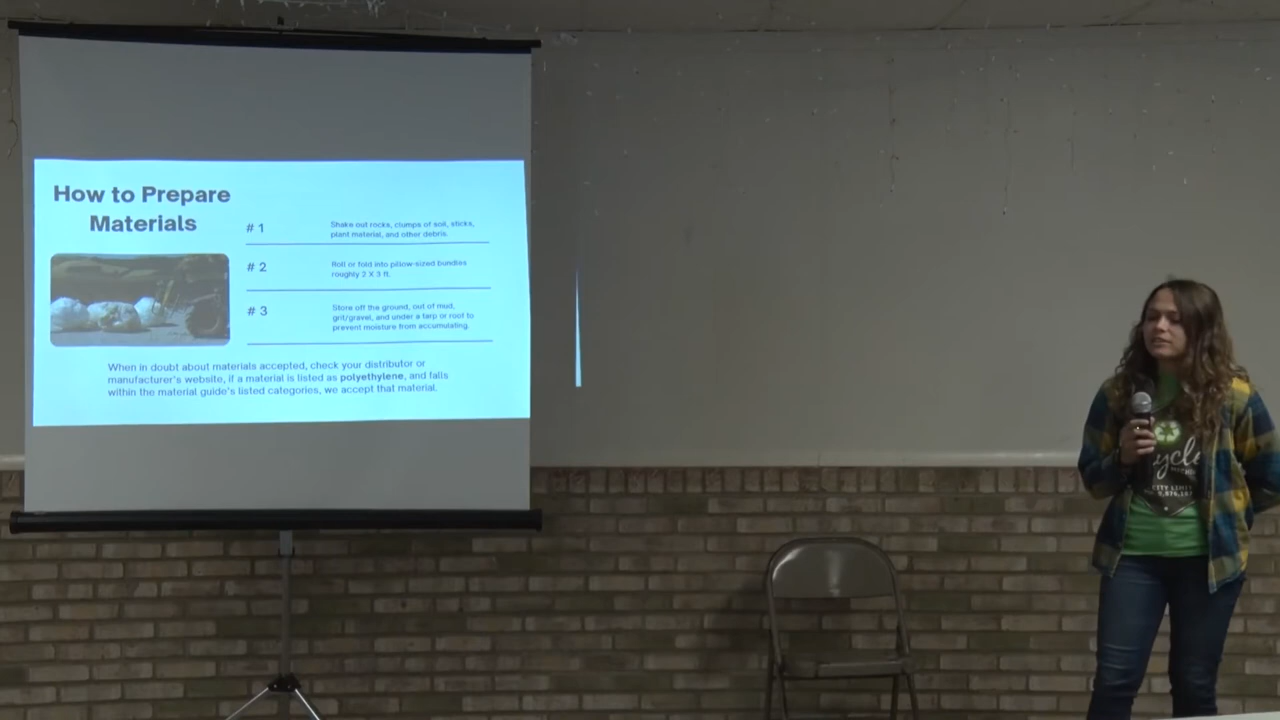 How to Prepare
Materials
# 1
Shake out rocks, clumps of soil, sticks,
plant material, and other debris.
# 2
Roll or fold into pillow-sized bundles
roughly 2 X 3 ft.
# 3
Store off the ground, out of mud,
grit/gravel, and under a tarp or roof to
prevent moisture from accumulating.
When in doubt about materials accepted, check your distributor or
manufacturer's website, if a material is listed as polyethylene, and falls
within the material guide's listed categories, we accept that material.
CITY LIMIT